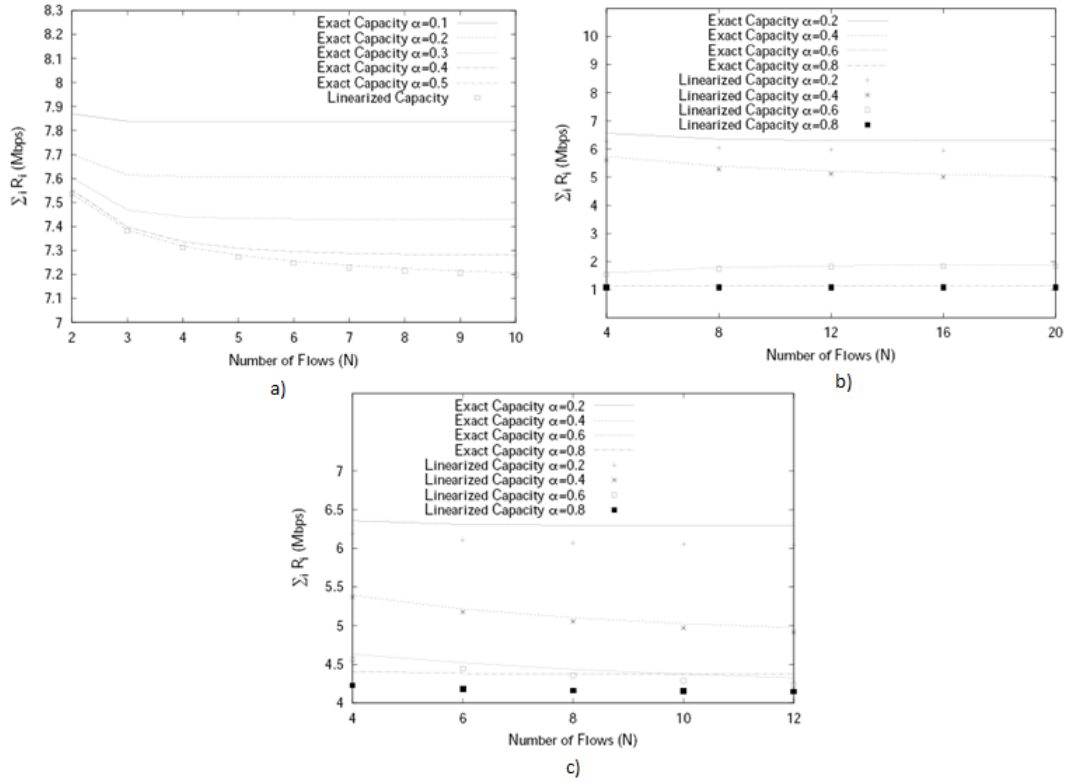 8.3
8.2
8.1
8
7.9
7.8
7.7
7.6
7.5
7.4
7.3
7.2
7.1
7
Σi Ri (Mbps)
Exact Capacity α=0.1
Exact Capacity α=0.2
Exact Capacity α=0.3
Exact Capacity α=0.4
Exact Capacity α=0.5
Linearized Capacity
2 3 4 5 6 7 8 9 10
Number of Flows (N)
a)
10
9
8
7
6
5
4
3
2
1
Σi Ri (Mbps)
Exact Capacity α=0.2
Exact Capacity α=0.4
Exact Capacity α=0.6
Exact Capacity α=0.8
Linearized Capacity α=0.2
Linearized Capacity α=0.4
Linearized Capacity α=0.6
Linearized Capacity α=0.8
4 8 12 16 20
Number of Flows (N)
b)
7
6.5
6
5.5
5
4.5
4
Σi Ri (Mbps)
Exact Capacity α=0.2
Exact Capacity α=0.4
Exact Capacity α=0.6
Exact Capacity α=0.8
Linearized Capacity α=0.2
Linearized Capacity α=0.4
Linearized Capacity α=0.6
Linearized Capacity α=0.8
4 6 8 10 12
Number of Flows (N)
c)